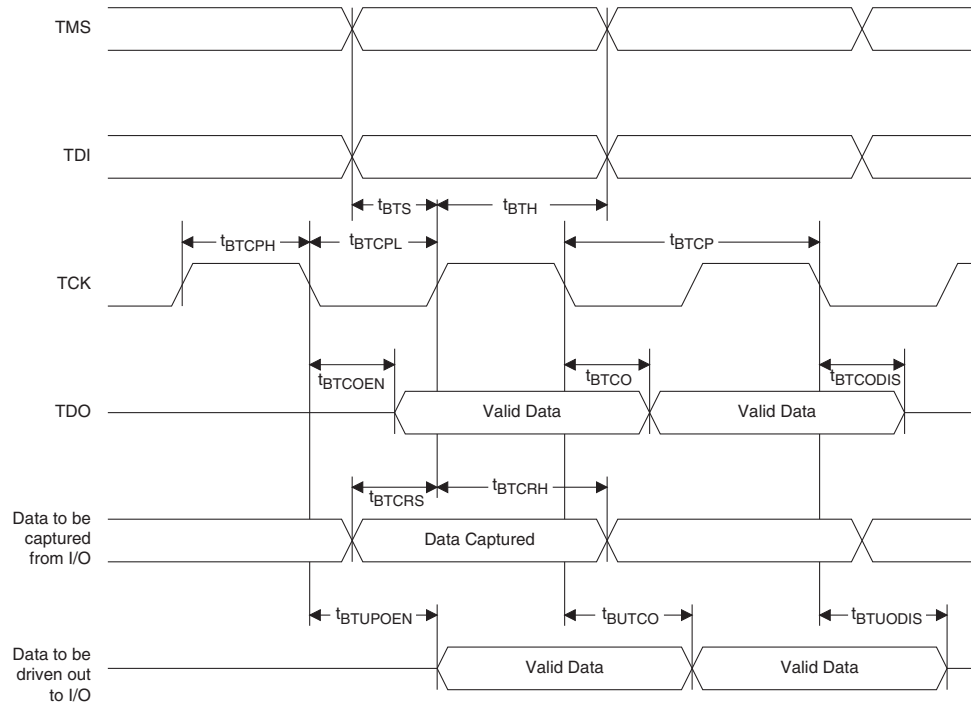 TMS
TDI
tBTS
tBTH
tBTCPH
tBTCPL
tBTCP
TCK
tBTCOEN
tBTCO
tBTCODIS
TDO
Valid Data
Valid Data
tBTCRS
tBTCRH
Data to be
captured
from I/O
Data Captured
tBTUPOEN
tBUTCO
tBTUODIS
Data to be
driven out
to I/O
Valid Data
Valid Data